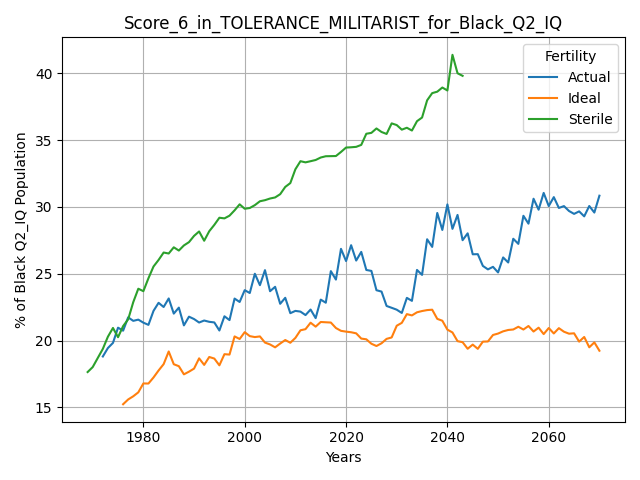 Score_6_in_TOLERANCE_MILITARIST_for_Black_Q2_IQ
Fertility
Actual
Ideal
Sterile
% of Black Q2_IQ Population
40
35
30
25
20
15
1980
2000
2020
2040
2060
Years